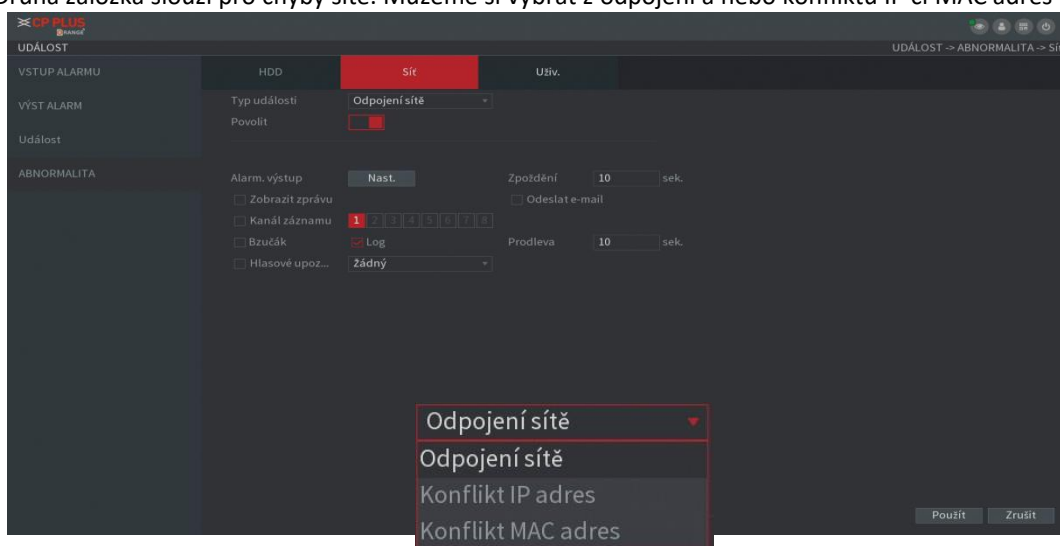 Druhá záložka slouží pro chyby sítě. Můžeme si vybrat z odpojení a nebo konfliktu IP či MAC adres
CP PLUS
ORANGE
UDÁLOST
UDÁLOST -> ABNORMALITA -> Síť
VSTUP ALARMU
HDD
Síť
Uživ.
VÝST ALARM
Typ události
Odpojení sítě
Povolit
Událost
ABNORMALITA
Alarm. výstup
Nast.
Zpoždění
10
sek.
Zobrazit zprávu
Odeslat e-mail
Kanál záznamu
1 2 3 4 5 6 7 8
Bzučák
Log
Prodleva
10
sek.
Hlasové upoz...
Žádný
Odpojení sítě
Odpojení sítě
Konflikt IP adres
Konflikt MAC adres
Použít
Zrušit